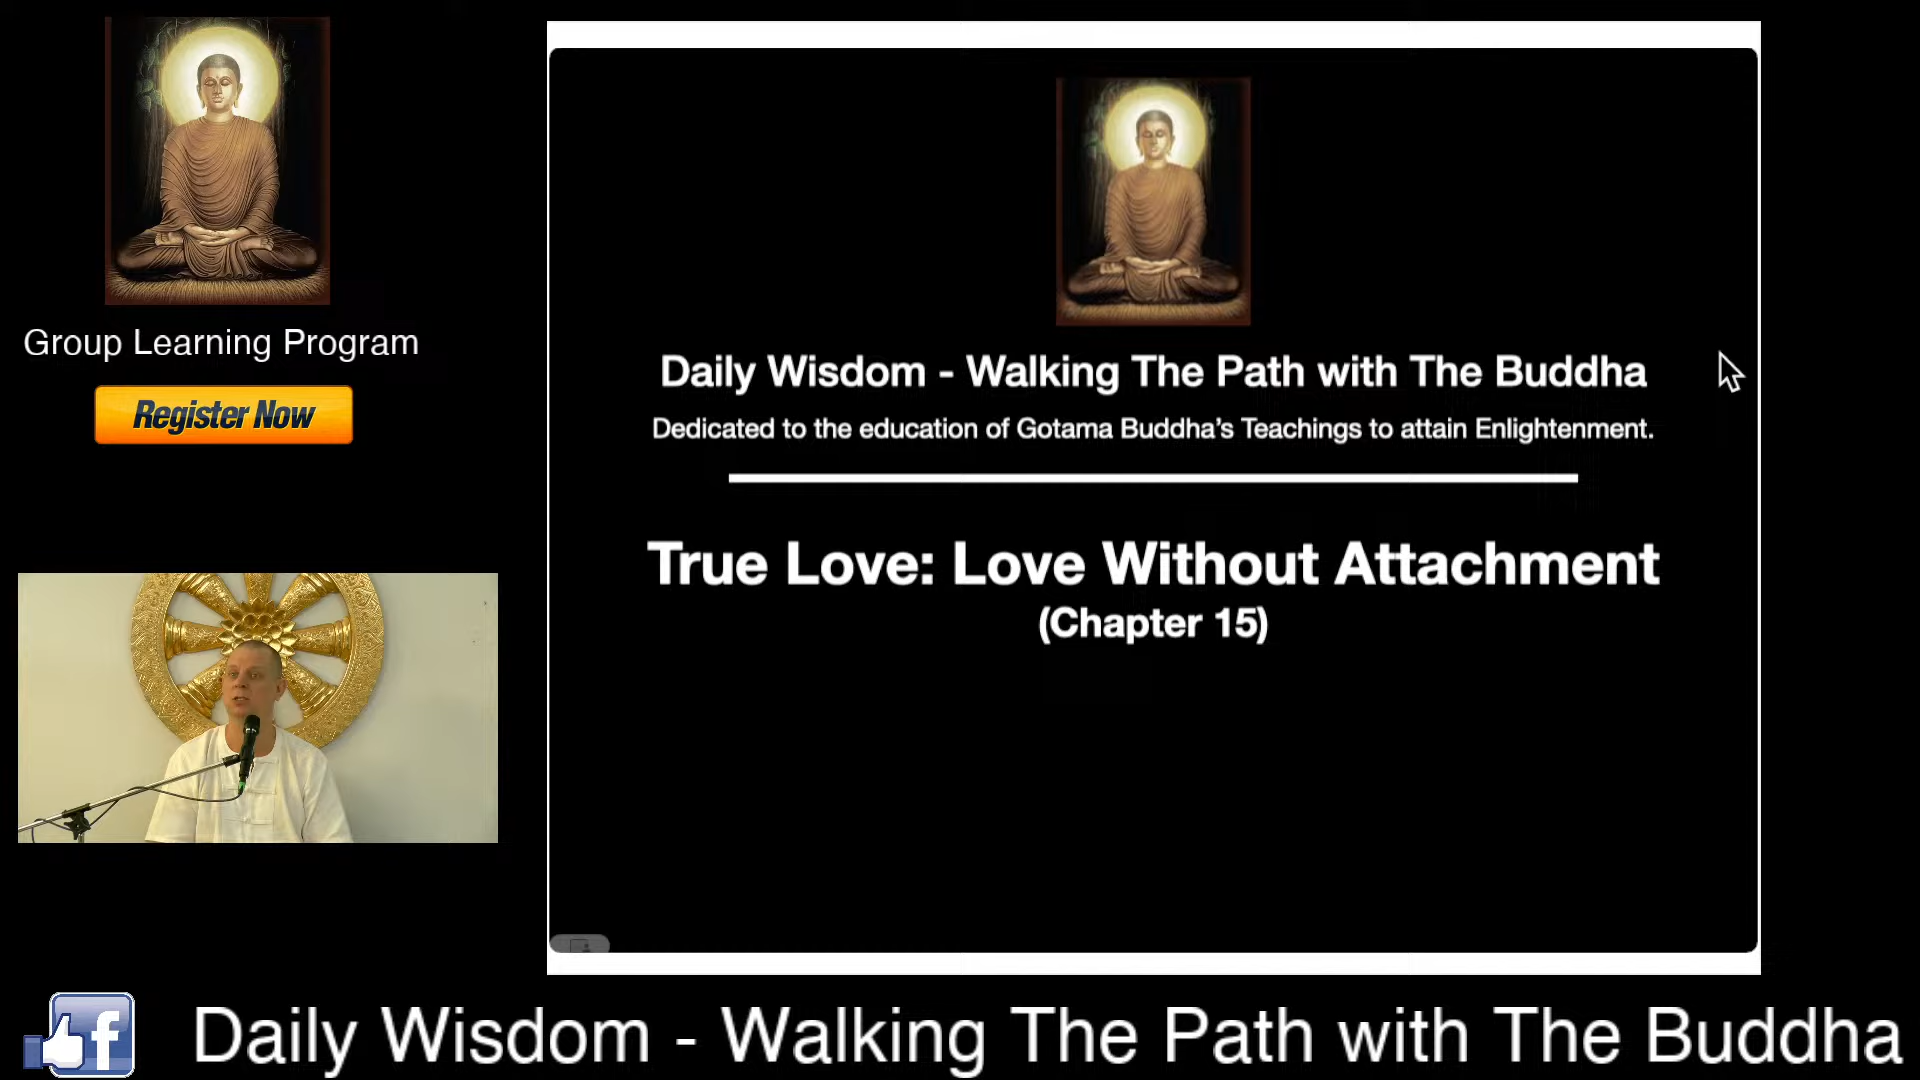 Group Learning Program
Register Now
Daily Wisdom - Walking The Path with The Buddha
Dedicated to the education of Gotama Buddha's Teachings to attain Enlightenment.
True Love: Love Without Attachment
(Chapter 15)
f
Daily Wisdom - Walking The Path with The Buddha